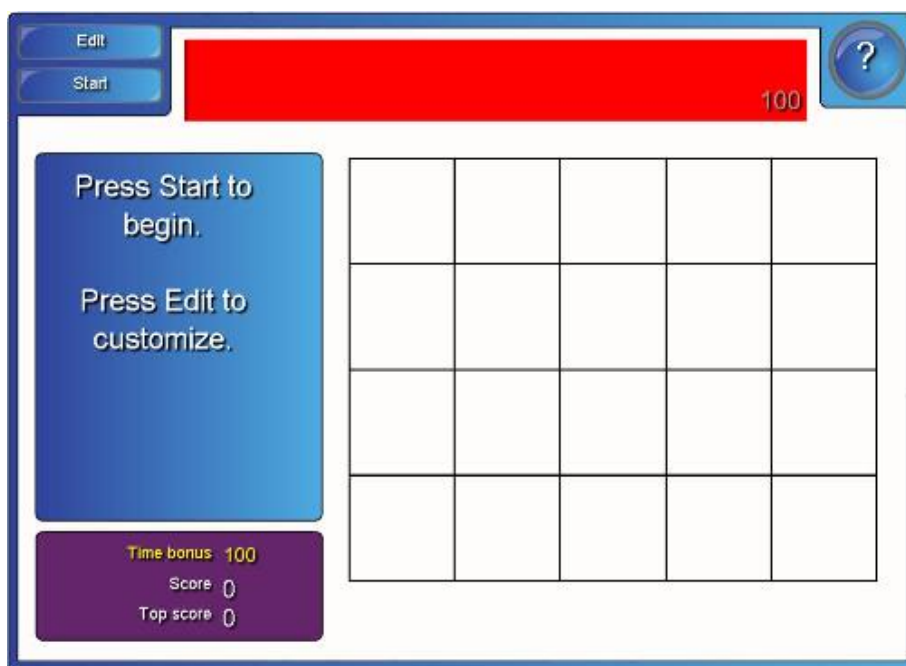 Edit
Start
?
100
Press Start to
begin.
Press Edit to
customize.
Time bonus 100
Score 0
Top score 0